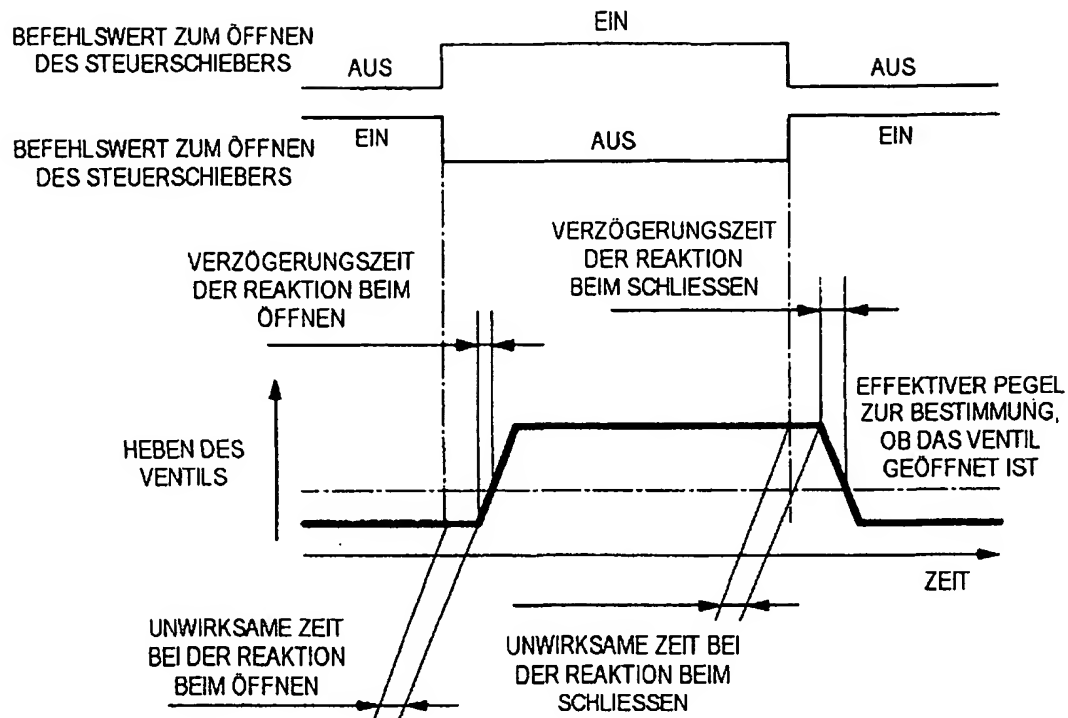 BEFEHLSWERT ZUM ÖFFNEN
DES STEUERSCHIEBERS
AUS
EIN
AUS
BEFEHLSWERT ZUM ÖFFNEN
DES STEUERSCHIEBERS
EIN
AUS
EIN
VERZÖGERUNGSZEIT
DER REAKTION BEIM
ÖFFNEN
VERZÖGERUNGSZEIT
DER REAKTION
BEIM SCHLIESSEN
HEBEN DES
VENTILS
EFFEKTIVER PEGEL
ZUR BESTIMMUNG,
OB DAS VENTIL
GEÖFFNET IST
ZEIT
UNWIRKSAME ZEIT
BEI DER REAKTION
BEIM ÖFFNEN
UNWIRKSAME ZEIT BEI
DER REAKTION BEIM
SCHLIESSEN